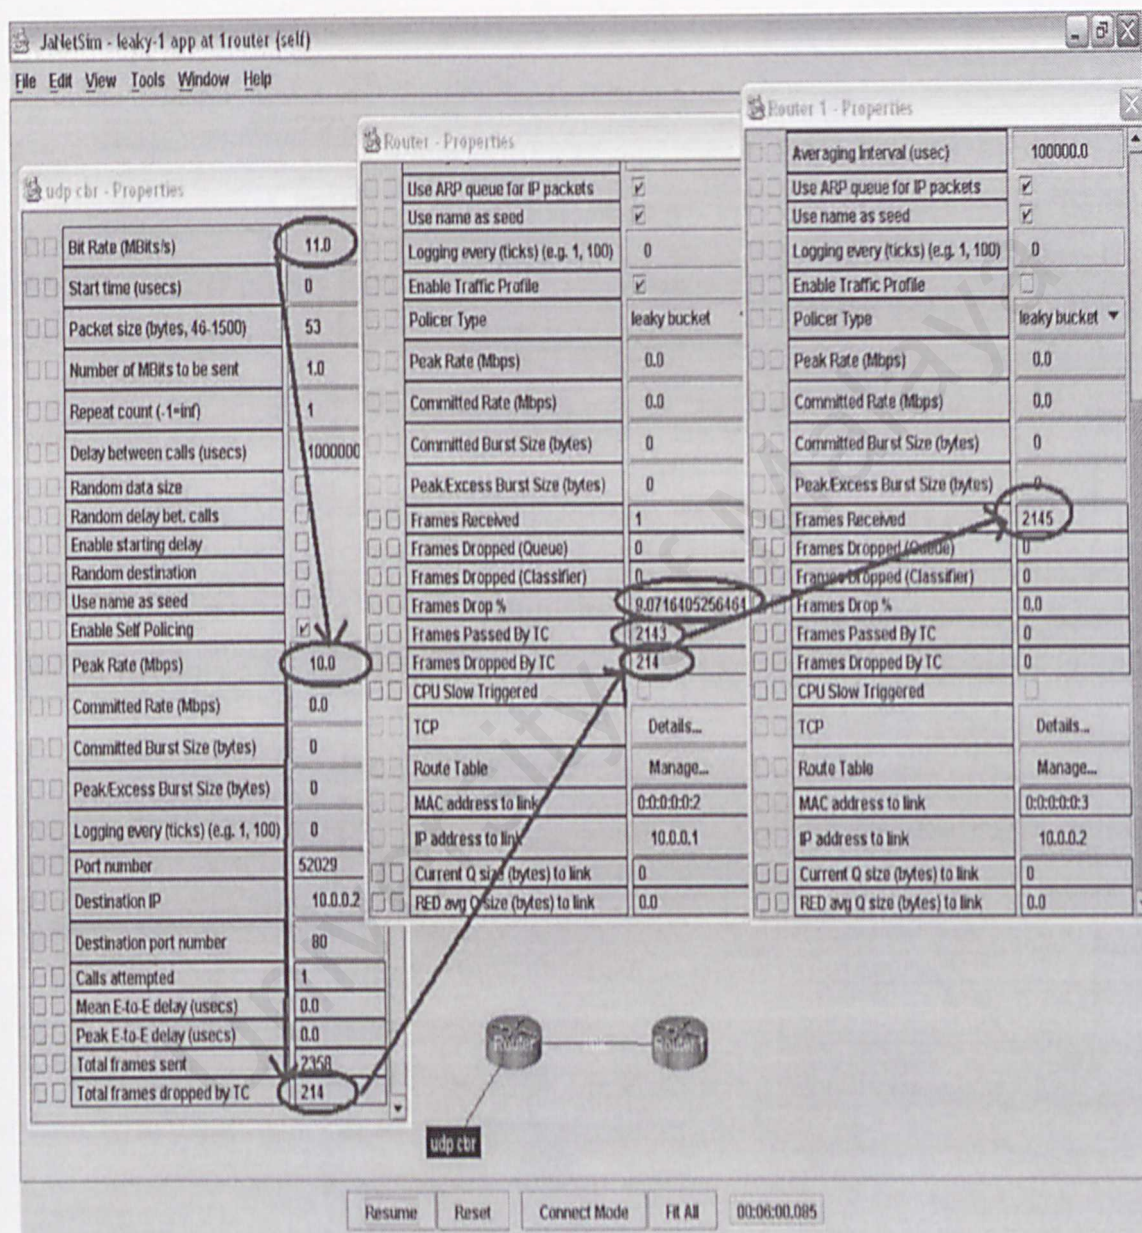 JaNetSim - leaky-1 app at 1router (self)
File Edit View Tools Window Help
udp cbr - Properties
Bit Rate (MBits/s) 11.0
Start time (usecs) 0
Packet size (bytes, 46-1500) 53
Number of MBits to be sent 1.0
Repeat count (-1=inf) 1
Delay between calls (usecs) 1000000
Random data size
Random delay bet. calls
Enable starting delay
Random destination
Use name as seed
Enable Self Policing
Peak Rate (Mbps) 10.0
Committed Rate (Mbps) 0.0
Committed Burst Size (bytes) 0
Peak/Excess Burst Size (bytes) 0
Logging every (ticks) (e.g. 1, 100) 0
Port number 52029
Destination IP 10.0.0.2
Destination port number 80
Calls attempted 1
Mean E-to-E delay (usecs) 0.0
Peak E-to-E delay (usecs) 0.0
Total frames sent 2358
Total frames dropped by TC 214
Router - Properties
Use ARP queue for IP packets
Use name as seed
Logging every (ticks) (e.g. 1, 100) 0
Enable Traffic Profile
Policer Type leaky bucket
Peak Rate (Mbps) 0.0
Committed Rate (Mbps) 0.0
Committed Burst Size (bytes) 0
Peak/Excess Burst Size (bytes) 0
Frames Received 1
Frames Dropped (Queue) 0
Frames Dropped (Classifier) 0
Frames Drop % 9.0716405256461
Frames Passed By TC 2143
Frames Dropped By TC 214
CPU Slow Triggered
TCP Details...
Route Table Manage...
MAC address to link 0:0:0:0:0:2
IP address to link 10.0.0.1
Current Q size (bytes) to link 0
RED avg Q size (bytes) to link 0.0
Router 1 - Properties
Averaging Interval (usec) 100000.0
Use ARP queue for IP packets
Use name as seed
Logging every (ticks) (e.g. 1, 100) 0
Enable Traffic Profile
Policer Type leaky bucket
Peak Rate (Mbps) 0.0
Committed Rate (Mbps) 0.0
Committed Burst Size (bytes) 0
Peak/Excess Burst Size (bytes) 0
Frames Received 2145
Frames Dropped (Queue) 0
Frames Dropped (Classifier) 0
Frames Drop % 0.0
Frames Passed By TC 0
Frames Dropped By TC 0
CPU Slow Triggered
TCP Details...
Route Table Manage...
MAC address to link 0:0:0:0:0:3
IP address to link 10.0.0.2
Current Q size (bytes) to link 0
RED avg Q size (bytes) to link 0.0
Router
Router 1
udp cbr
Resume Reset Connect Mode Fit All 00:06:00.085
University of Malaya